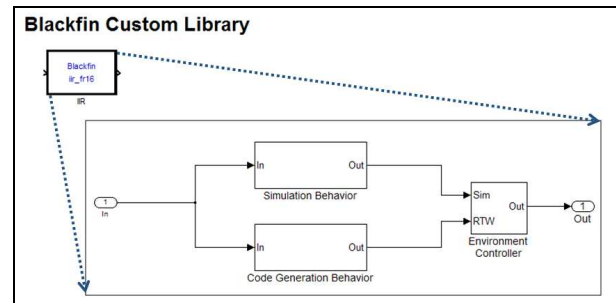 Blackfin Custom Library
Blackfin
iir_fr16
IIR
In
Out
Simulation Behavior
1
In
Sim
RTW
Out
1
Out
Environment
Controller
In
Out
Code Generation Behavior